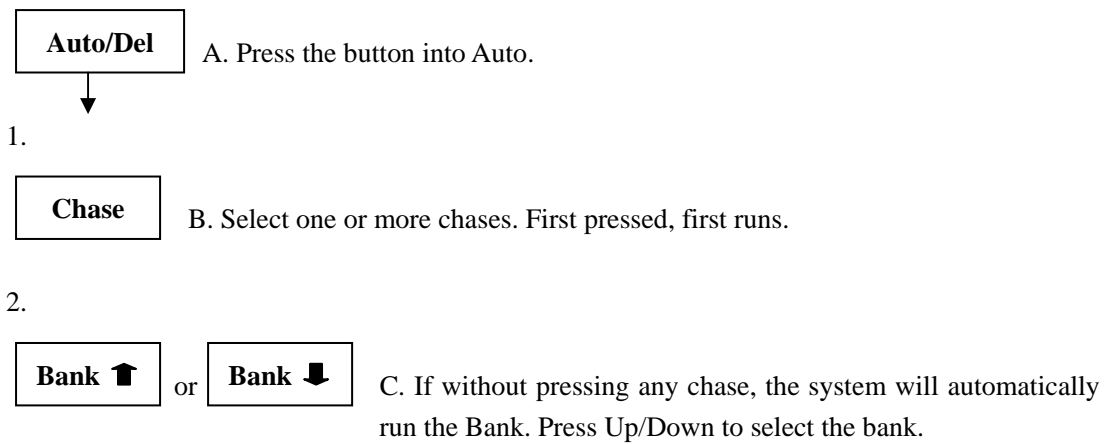 Auto/Del A. Press the button into Auto.
1.
Chase B. Select one or more chases. First pressed, first runs.
2.
Bank ⬆ or Bank ⬇ C. If without pressing any chase, the system will automatically
run the Bank. Press Up/Down to select the bank.